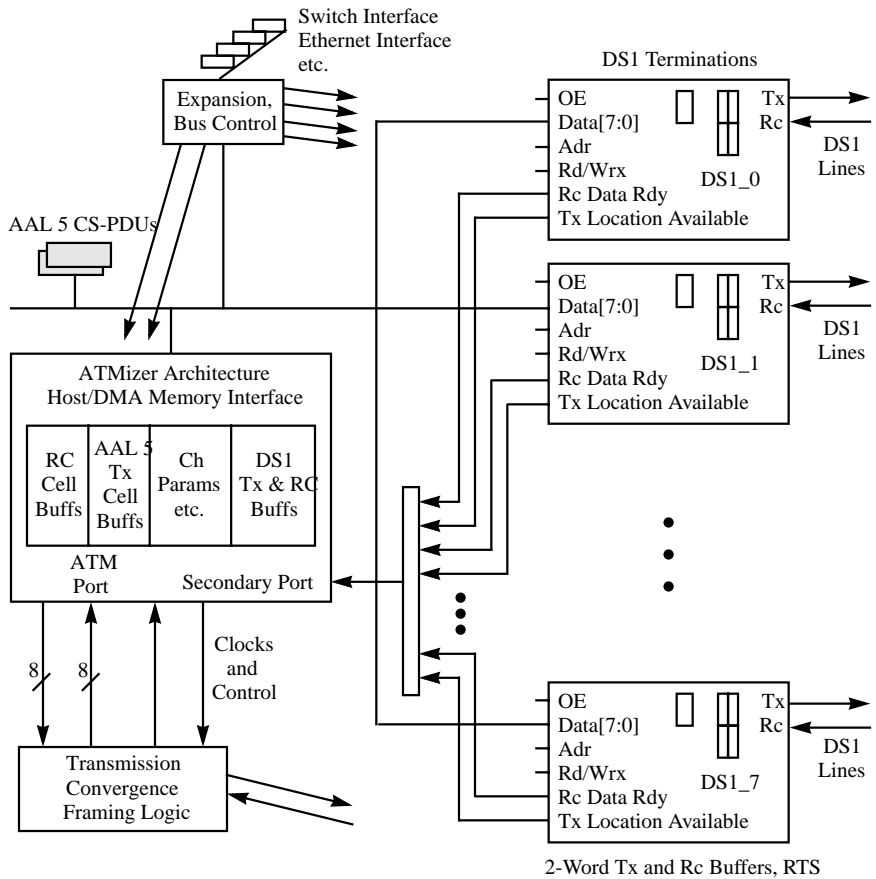 Switch Interface
Ethernet Interface
etc.
Expansion,
Bus Control
AAL 5 CS-PDUs
ATMizer Architecture
Host/DMA Memory Interface
RC
Cell
Buffs
AAL 5
Tx
Cell
Buffs
Ch
Params
etc.
DS1
Tx & RC
Buffs
ATM
Port
Secondary Port
8
8
Clocks
and
Control
Transmission
Convergence
Framing Logic
DS1 Terminations
OE
Data[7:0]
Adr
Rd/Wrx
Rc Data Rdy
Tx Location Available
DS1_0
Tx
Rc
DS1
Lines
OE
Data[7:0]
Adr
Rd/Wrx
Rc Data Rdy
Tx Location Available
DS1_1
Tx
Rc
DS1
Lines
OE
Data[7:0]
Adr
Rd/Wrx
Rc Data Rdy
Tx Location Available
DS1_7
Tx
Rc
DS1
Lines
2-Word Tx and Rc Buffers, RTS